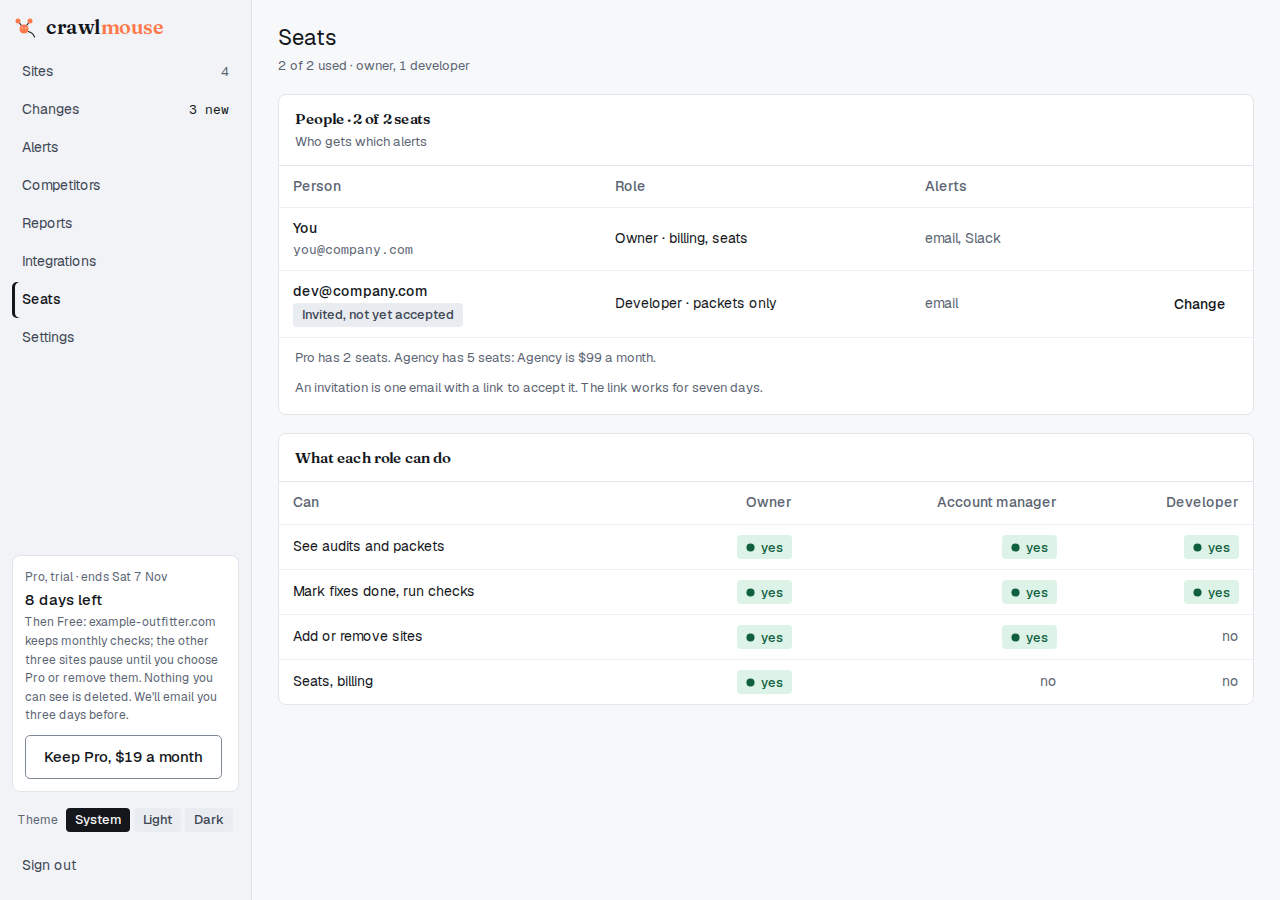 crawlmouse
Sites 4
Changes 3 new
Alerts
Competitors
Reports
Integrations
Seats
Settings
Pro, trial · ends Sat 7 Nov
8 days left
Then Free: example-outfitter.com
keeps monthly checks; the other
three sites pause until you choose
Pro or remove them. Nothing you
can see is deleted. We'll email you
three days before.
Keep Pro, $19 a month
Theme System Light Dark
Sign out
Seats
2 of 2 used · owner, 1 developer
People · 2 of 2 seats
Who gets which alerts
Person Role Alerts
You
you@company.com
Owner · billing, seats
email, Slack
dev@company.com
Invited, not yet accepted
Developer · packets only
email
Change
Pro has 2 seats. Agency has 5 seats: Agency is $99 a month.
An invitation is one email with a link to accept it. The link works for seven days.
What each role can do
Can Owner Account manager Developer
See audits and packets yes yes yes
Mark fixes done, run checks yes yes yes
Add or remove sites yes yes no
Seats, billing yes no no